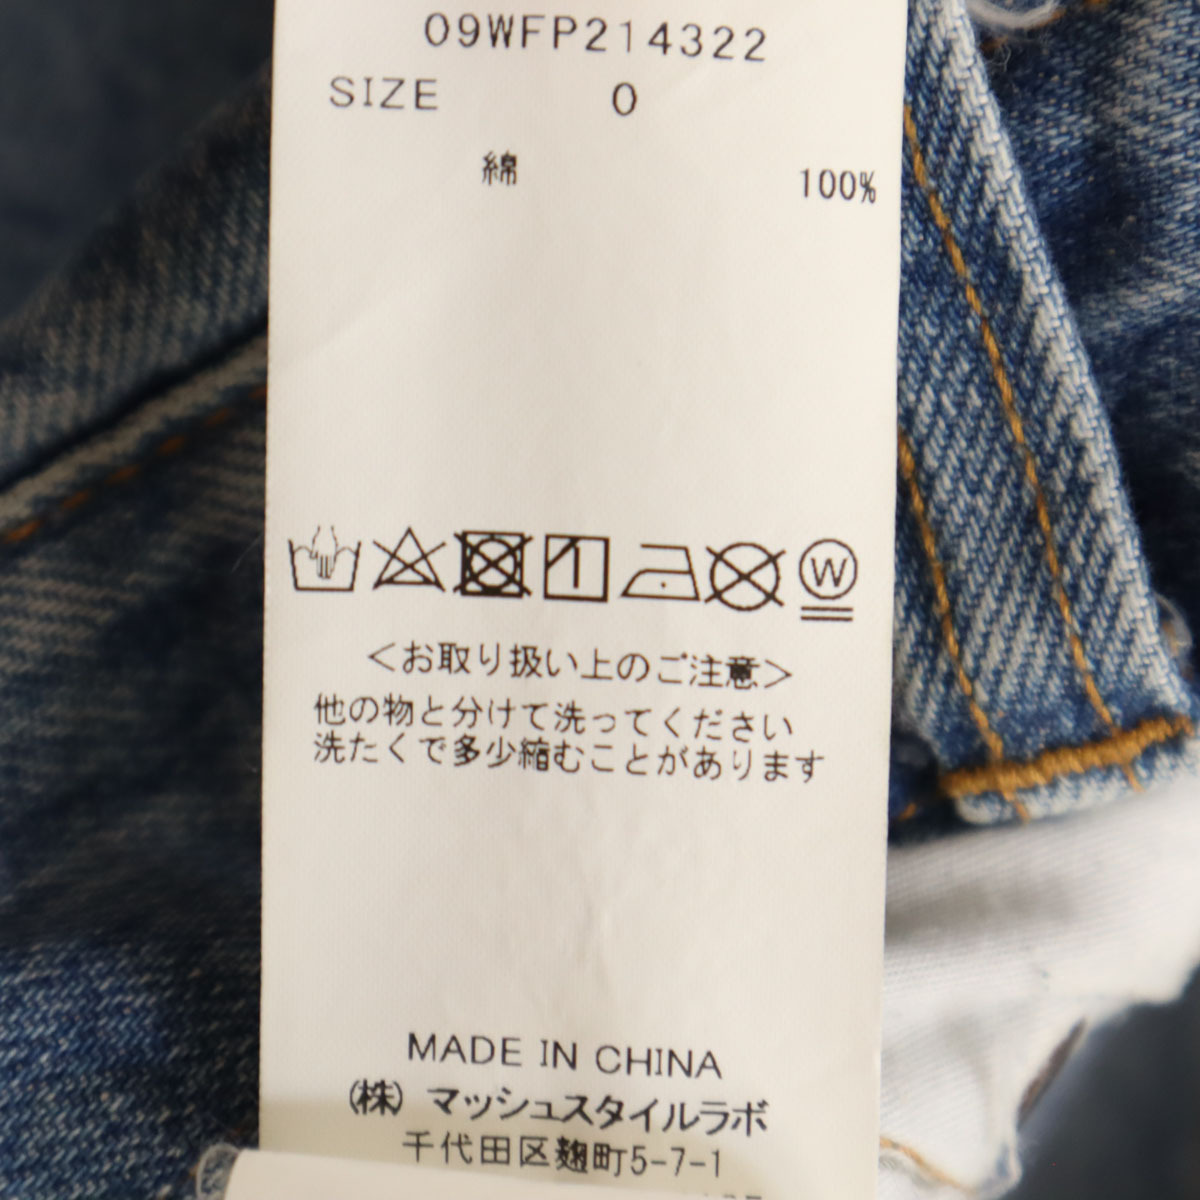 09WFP214322
SIZE 0
綿 100%
W
＜お取り扱い上のご注意＞
他の物と分けて洗ってください
洗たくで多少縮むことがあります
MADE IN CHINA
(株) マッシュスタイルラボ
千代田区麹町5-7-1